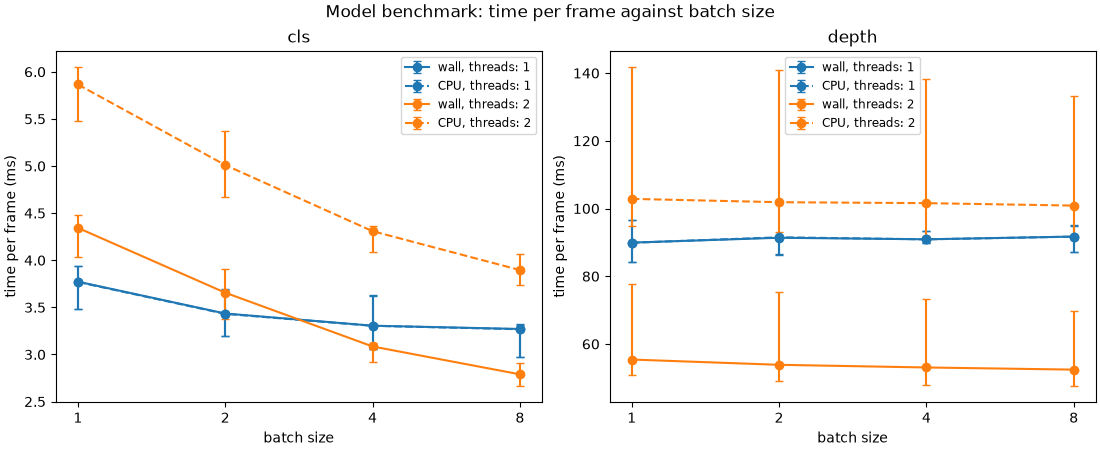 Model benchmark: time per frame against batch size
cls
time per frame (ms)
6.0
5.5
5.0
4.5
4.0
3.5
3.0
2.5
1
2
4
8
batch size
wall, threads: 1
CPU, threads: 1
wall, threads: 2
CPU, threads: 2
depth
time per frame (ms)
140
120
100
80
60
1
2
4
8
batch size
wall, threads: 1
CPU, threads: 1
wall, threads: 2
CPU, threads: 2